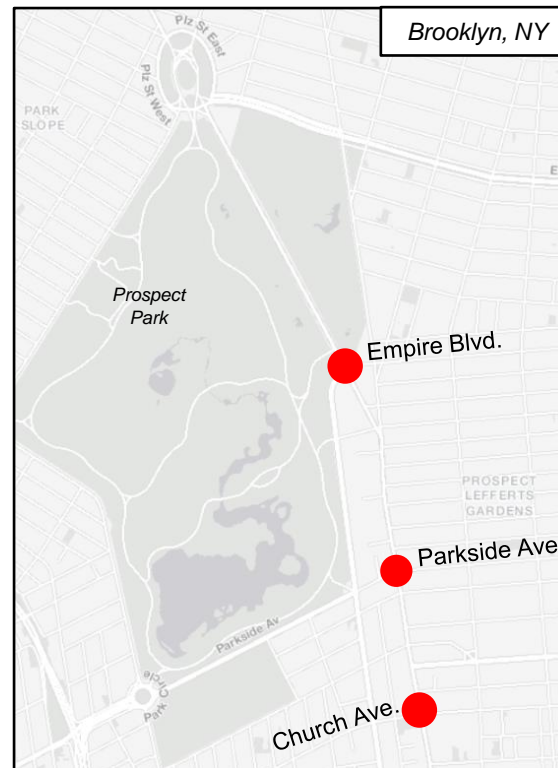 Brooklyn, NY
Plz St East
Plz St West
PARK
SLOPE
E
Prospect
Park
Empire Blvd.
PROSPECT
LEFFERTS
GARDENS
Parkside Ave
Parkside Av
Park Circle
Church Ave.